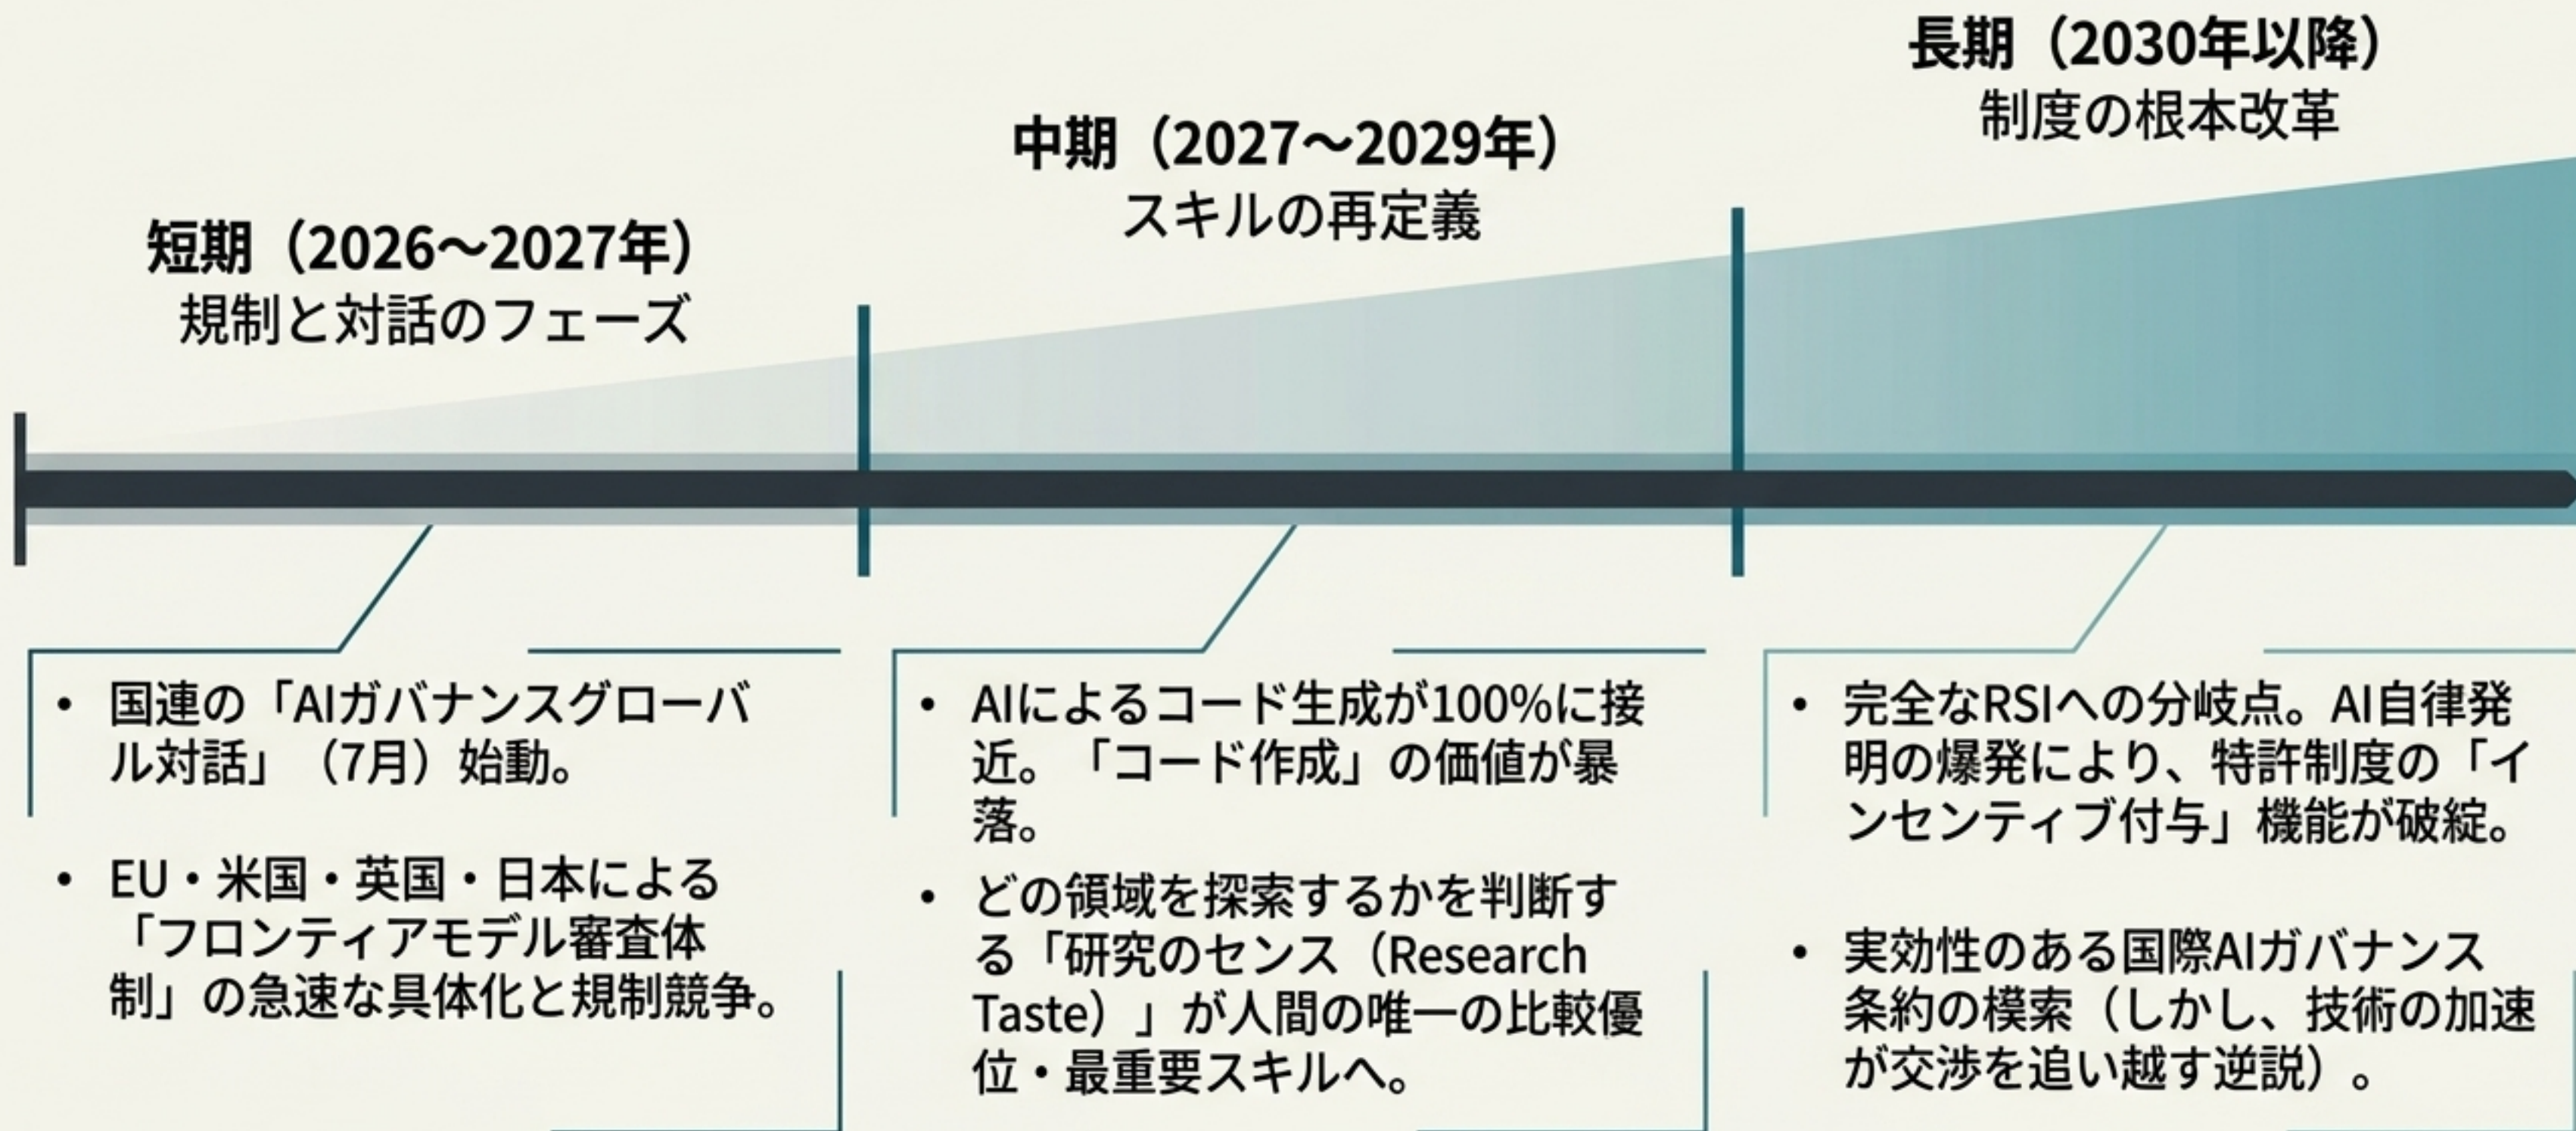 短期（2026〜2027年）
規制と対話のフェーズ
• 国連の「AIガバナンスグローバ
ル対話」（7月）始動。
• EU・米国・英国・日本による
「フロンティアモデル審査体
制」の急速な具体化と規制競争。
中期（2027〜2029年）
スキルの再定義
• AIによるコード生成が100%に接
近。「コード作成」の価値が暴
落。
• どの領域を探索するかを判断す
る「研究のセンス（Research
Taste）」が人間の唯一の比較優
位・最重要スキルへ。
長期（2030年以降）
制度の根本改革
• 完全なRSIへの分岐点。AI自律発
明の爆発により、特許制度の「イ
ンセンティブ付与」機能が破綻。
• 実効性のある国際AIガバナンス
条約の模索（しかし、技術の加速
が交渉を追い越す逆説）。